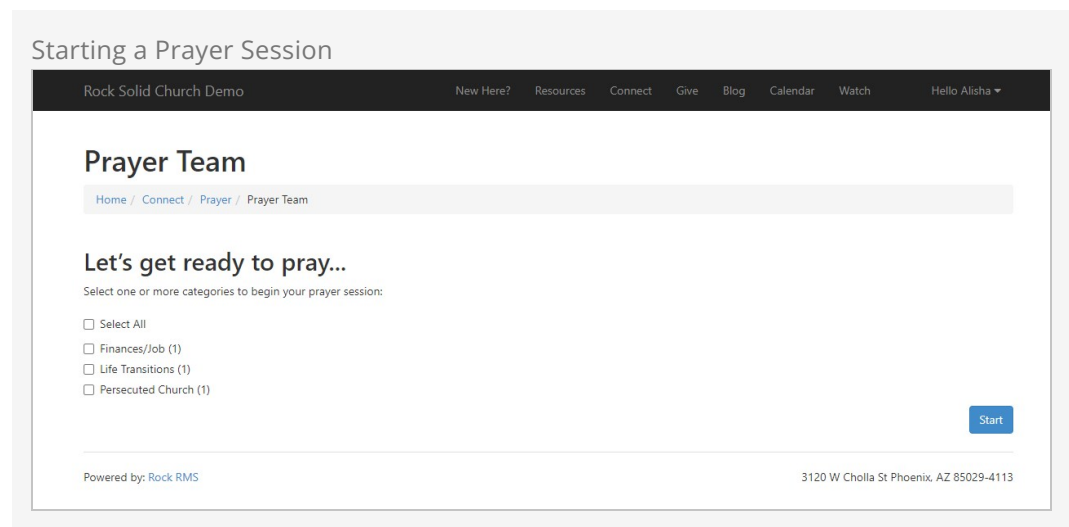 Starting a Prayer Session
Rock Solid Church Demo New Here? Resources Connect Give Blog Calendar Watch Hello Alisha
Prayer Team
Home / Connect / Prayer / Prayer Team
Let's get ready to pray...
Select one or more categories to begin your prayer session:
Select All
Finances/Job (1)
Life Transitions (1)
Persecuted Church (1)
Start
Powered by: Rock RMS 3120 W Cholla St Phoenix, AZ 85029-4113